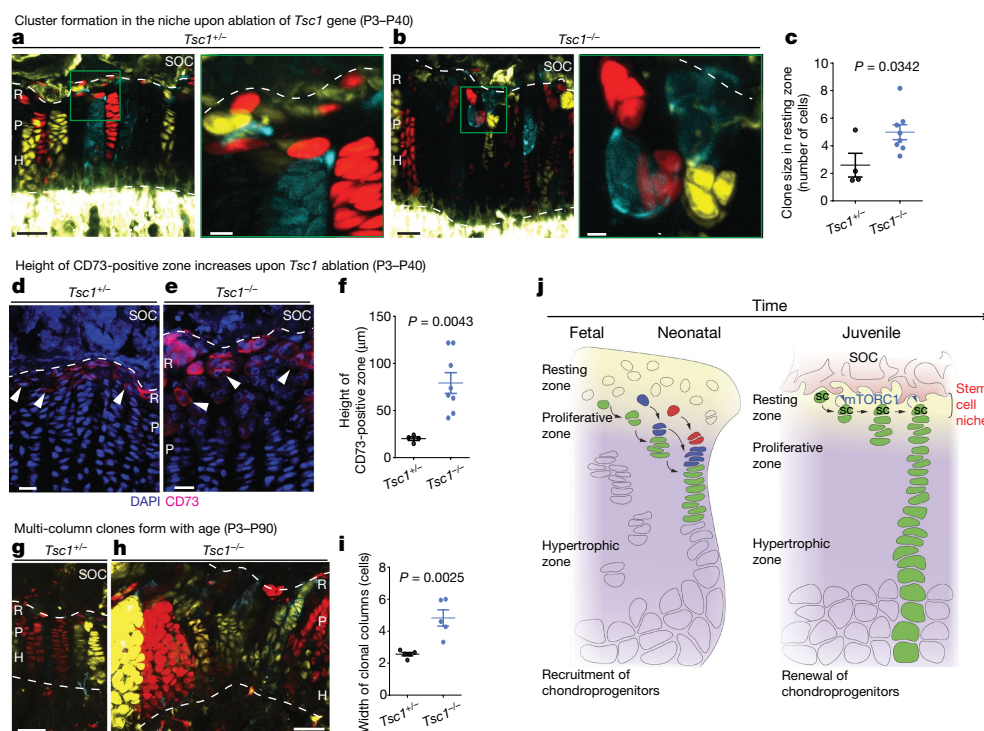 Cluster formation in the niche upon ablation of Tsc1 gene (P3–P40)
a
Tsc1+/–
SOC
R
P
H
b
Tsc1–/–
SOC
R
P
H
c
P = 0.0342
Clone size in resting zone
(number of cells)
10
8
6
4
2
0
Tsc1+/–
Tsc1–/–
Height of CD73-positive zone increases upon Tsc1 ablation (P3–P40)
d
Tsc1+/–
SOC
R
P
e
Tsc1–/–
SOC
R
P
DAPI CD73
f
P = 0.0043
Height of
CD73-positive zone (μm)
150
100
50
0
Tsc1+/–
Tsc1–/–
Multi-column clones form with age (P3–P90)
g
Tsc1+/–
SOC
R
P
H
h
Tsc1–/–
R
P
H
i
P = 0.0025
Width of clonal columns (cells)
8
6
4
2
0
Tsc1+/–
Tsc1–/–
j
Time
Fetal
Neonatal
Juvenile
Resting
zone
Proliferative
zone
Hypertrophic
zone
Recruitment of
chondroprogenitors
SOC
Resting
zone
mTORC1
SC
SC
SC
SC
Stem
cell
niche
Proliferative
zone
Hypertrophic
zone
Renewal of
chondroprogenitors